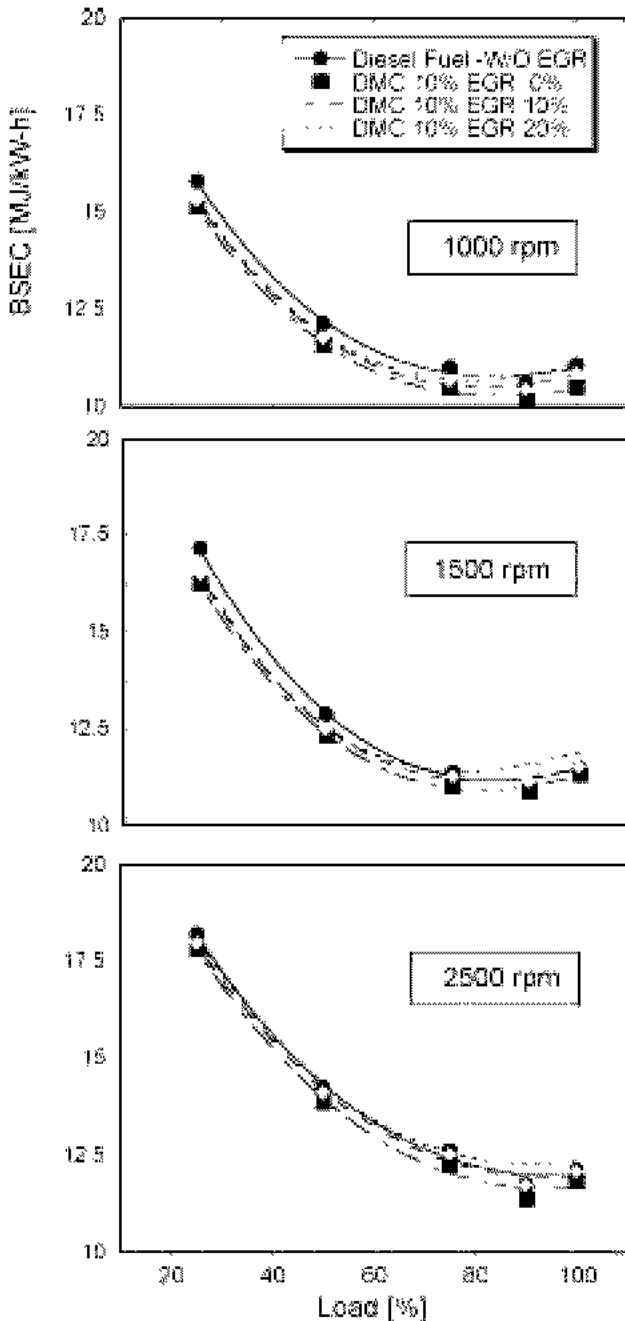 20
Diesel Fuel -W/O EGR
DMC 10% EGR 0%
DMC 10% EGR 10%
DMC 10% EGR 20%
17.5
15
1000 rpm
12.5
10
BSEC [MJ/kW-h]
20
17.5
1500 rpm
15
12.5
10
20
17.5
2500 rpm
15
12.5
10
20 40 60 80 100
Load [%]